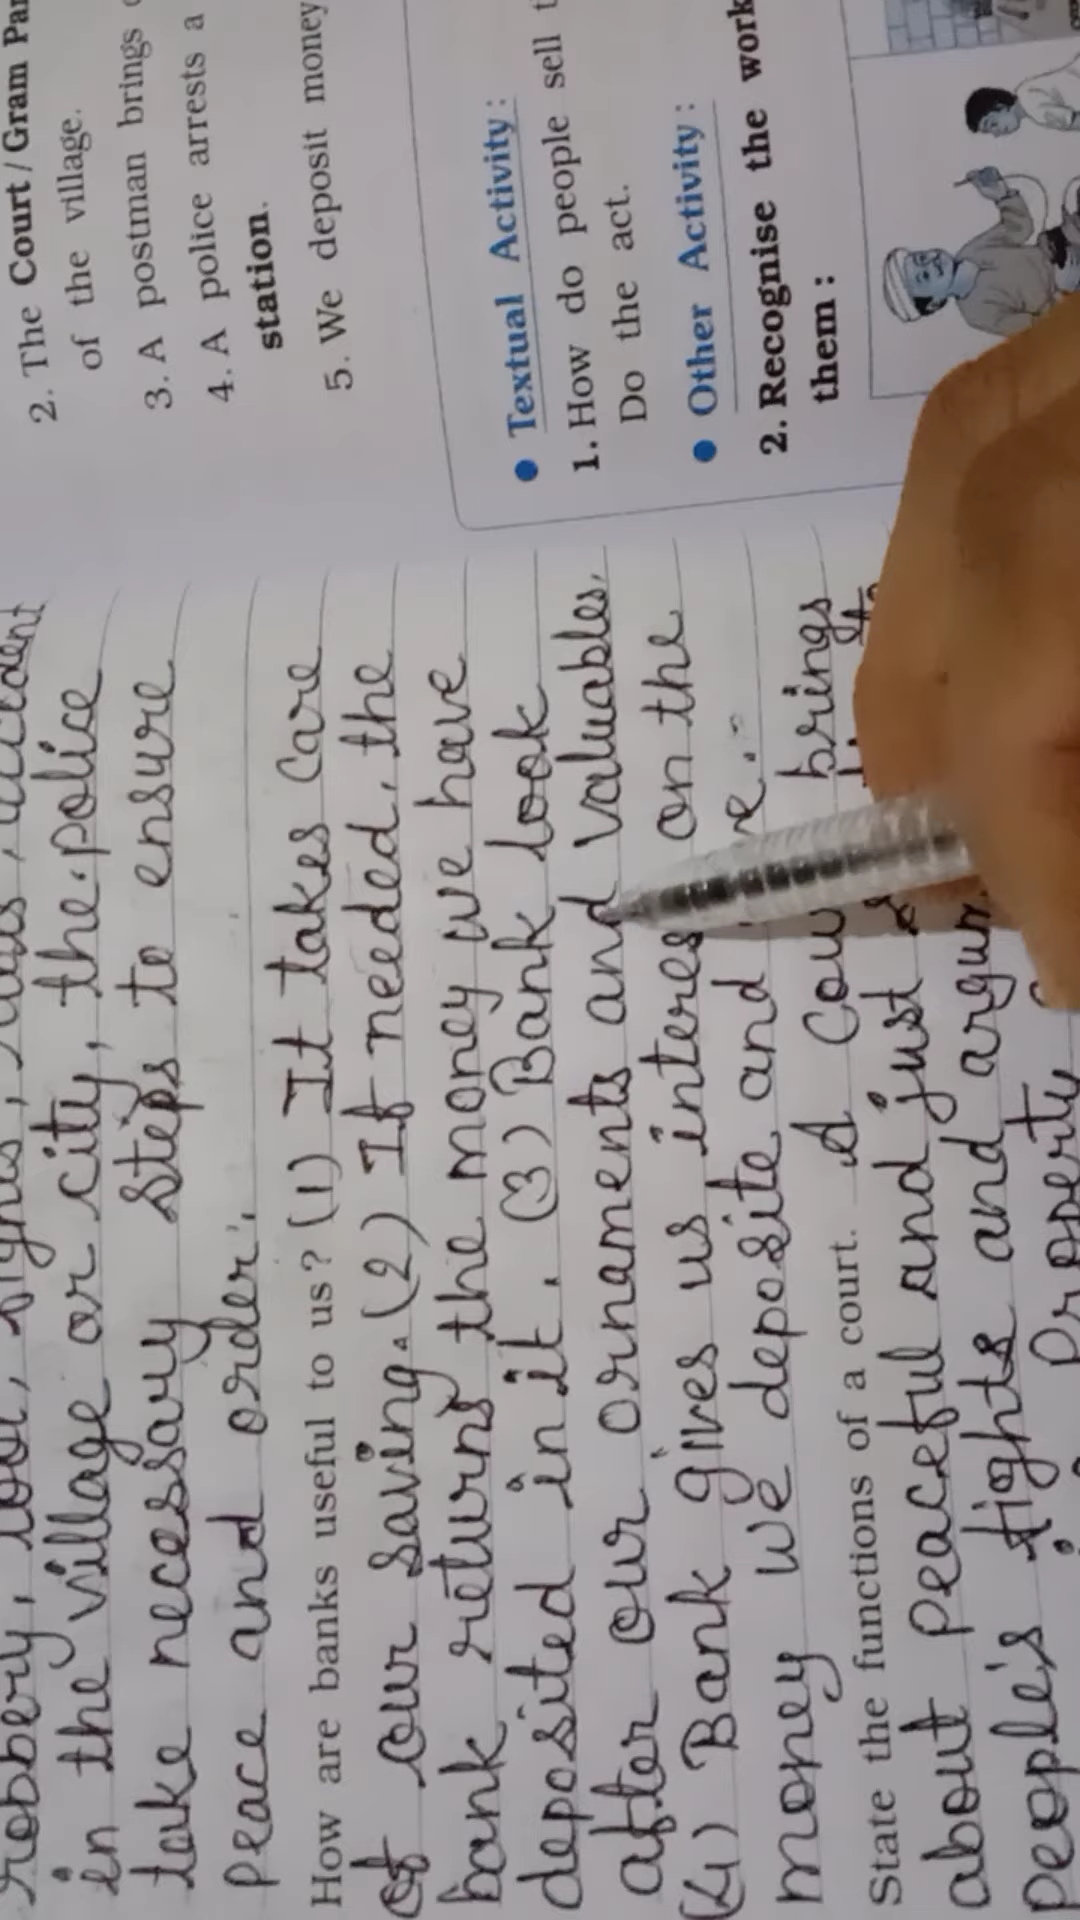 2. The Court / Gram
of the village.
3. A postman brings
4. A police arrests a
station.
5. We deposit money
• Textual Activity :
1. How do people sell
Do the act.
• Other Activity :
2. Recognise the work
them :
robbery,
in the village or city, the police
take necessary steps to ensure
peace and order.
How are banks useful to us? (1) It takes care
of our saving. (2) If needed, the
bank returns the money we have
deposited in it. (3) Bank look
after our ornaments and valuables.
(4) Bank gives us on the
money we deposite and
State the functions of a court. A brings
about peaceful and just
people's fights and
Property